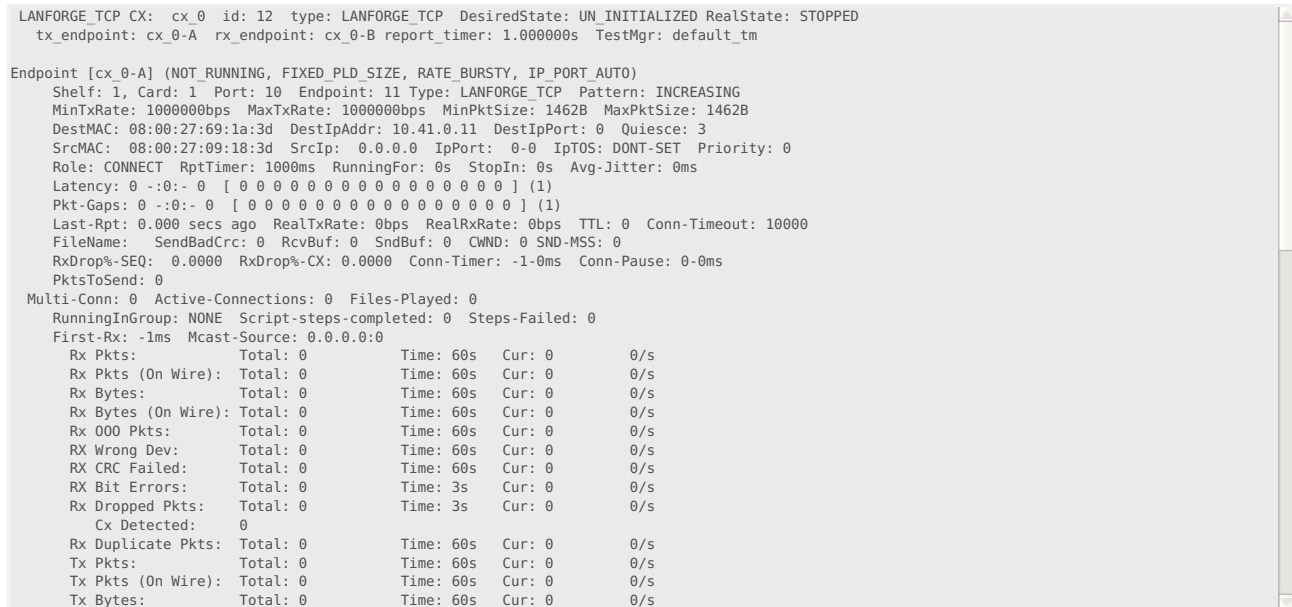 LANFORGE_TCP CX:  cx_0  id: 12  type: LANFORGE_TCP  DesiredState: UN_INITIALIZED RealState: STOPPED
tx_endpoint: cx_0-A  rx_endpoint: cx_0-B report_timer: 1.000000s  TestMgr: default_tm
Endpoint [cx_0-A] (NOT_RUNNING, FIXED_PLD_SIZE, RATE_BURSTY, IP_PORT_AUTO)
Shelf: 1, Card: 1  Port: 10  Endpoint: 11 Type: LANFORGE_TCP  Pattern: INCREASING
MinTxRate: 1000000bps  MaxTxRate: 1000000bps  MinPktSize: 1462B  MaxPktSize: 1462B
DestMAC: 08:00:27:69:1a:3d  DestIpAddr: 10.41.0.11  DestIpPort: 0  Quiesce: 3
SrcMAC:  08:00:27:09:18:3d  SrcIp:  0.0.0.0  IpPort:  0-0  IpTOS: DONT-SET  Priority: 0
Role: CONNECT  RptTimer: 1000ms  RunningFor: 0s  StopIn: 0s  Avg-Jitter: 0ms
Latency: 0 -:0:- 0  [ 0 0 0 0 0 0 0 0 0 0 0 0 0 0 0 0 ] (1)
Pkt-Gaps: 0 -:0:- 0  [ 0 0 0 0 0 0 0 0 0 0 0 0 0 0 0 0 0 ] (1)
Last-Rpt: 0.000 secs ago  RealTxRate: 0bps  RealRxRate: 0bps  TTL: 0  Conn-Timeout: 10000
FileName:   SendBadCrc: 0  RcvBuf: 0  SndBuf: 0  CWND: 0 SND-MSS: 0
RxDrop%-SEQ:  0.0000  RxDrop%-CX: 0.0000  Conn-Timer: -1-0ms  Conn-Pause: 0-0ms
PktsToSend: 0
Multi-Conn: 0  Active-Connections: 0  Files-Played: 0
RunningInGroup: NONE  Script-steps-completed: 0  Steps-Failed: 0
First-Rx: -1ms  Mcast-Source: 0.0.0.0:0
Rx Pkts:           Total: 0           Time: 60s   Cur: 0         0/s
Rx Pkts (On Wire):  Total: 0           Time: 60s   Cur: 0         0/s
Rx Bytes:          Total: 0           Time: 60s   Cur: 0         0/s
Rx Bytes (On Wire): Total: 0           Time: 60s   Cur: 0         0/s
Rx OOO Pkts:       Total: 0           Time: 60s   Cur: 0         0/s
RX Wrong Dev:      Total: 0           Time: 60s   Cur: 0         0/s
RX CRC Failed:     Total: 0           Time: 60s   Cur: 0         0/s
RX Bit Errors:     Total: 0           Time: 3s    Cur: 0         0/s
Rx Dropped Pkts:   Total: 0           Time: 3s    Cur: 0         0/s
Cx Detected:     0
Rx Duplicate Pkts:  Total: 0           Time: 60s   Cur: 0         0/s
Tx Pkts:           Total: 0           Time: 60s   Cur: 0         0/s
Tx Pkts (On Wire):  Total: 0           Time: 60s   Cur: 0         0/s
Tx Bytes:          Total: 0           Time: 60s   Cur: 0         0/s